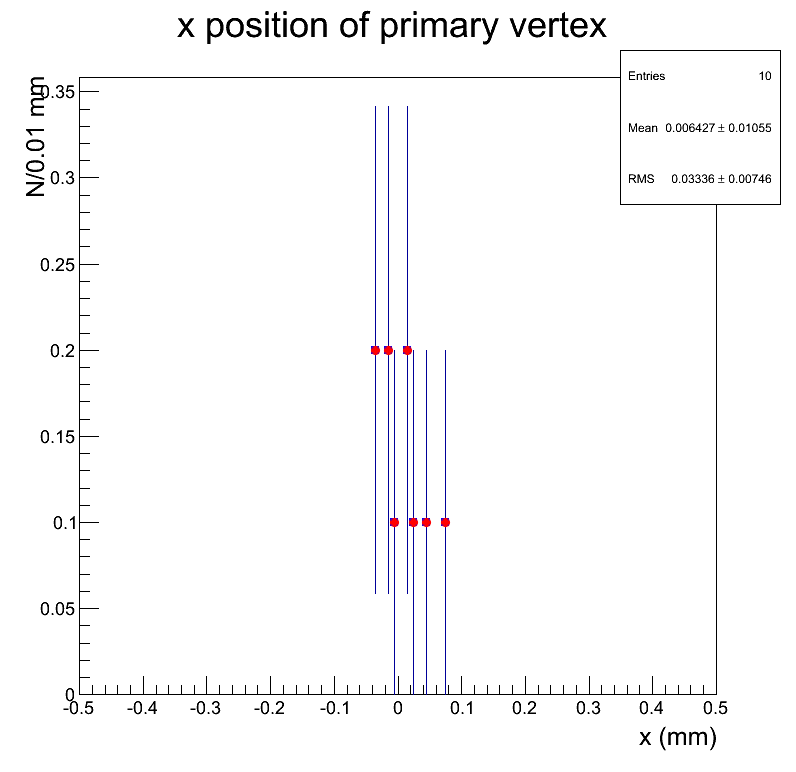 x position of primary vertex
Entries 10
Mean 0.006427 ± 0.01055
RMS 0.03336 ± 0.00746
N/0.01 mm
0.35
0.3
0.25
0.2
0.15
0.1
0.05
0
-0.5 -0.4 -0.3 -0.2 -0.1 0 0.1 0.2 0.3 0.4 0.5
x (mm)